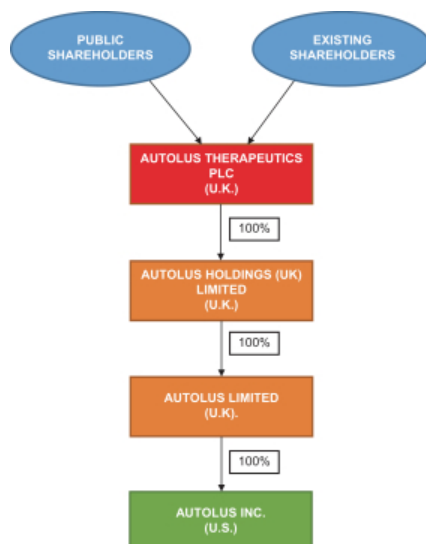 PUBLIC
SHAREHOLDERS
EXISTING
SHAREHOLDERS
AUTOLUS THERAPEUTICS
PLC
(U.K.)
100%
AUTOLUS HOLDINGS (UK)
LIMITED
(U.K.)
100%
AUTOLUS LIMITED
(U.K).
100%
AUTOLUS INC.
(U.S.)